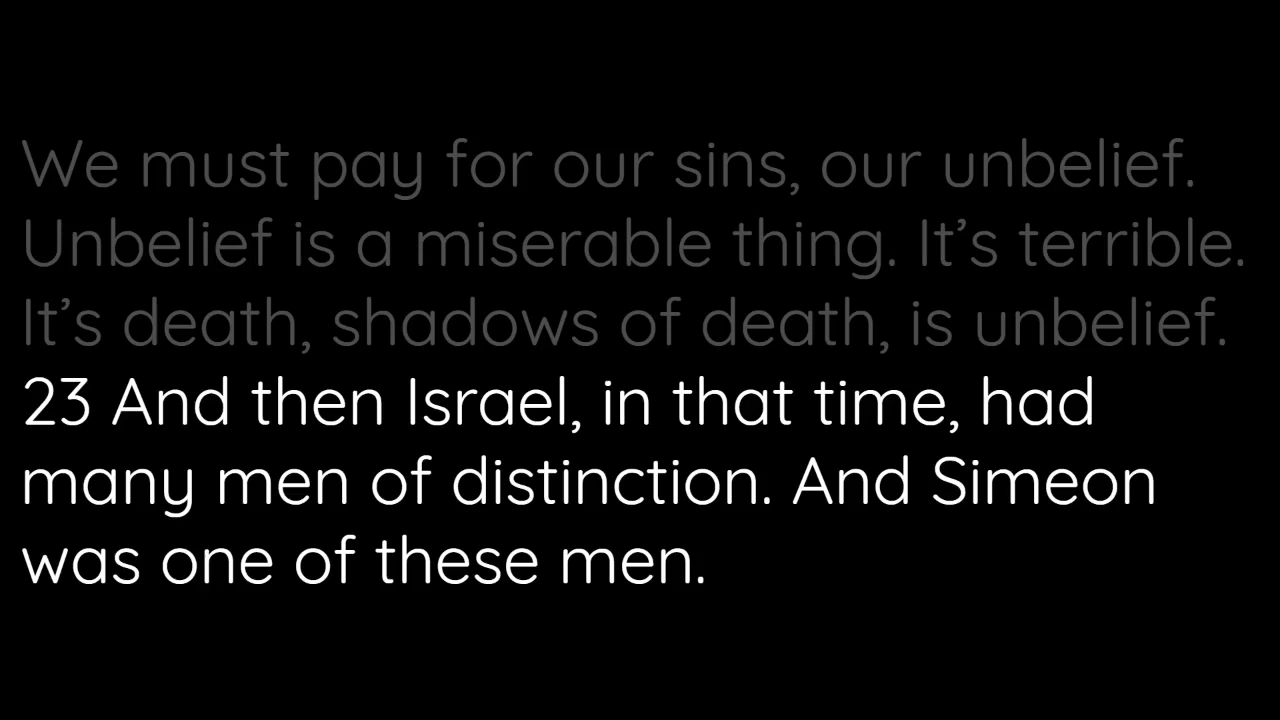 We must pay for our sins, our unbelief.
Unbelief is a miserable thing. It’s terrible.
It’s death, shadows of death, is unbelief.
23 And then Israel, in that time, had
many men of distinction. And Simeon
was one of these men.